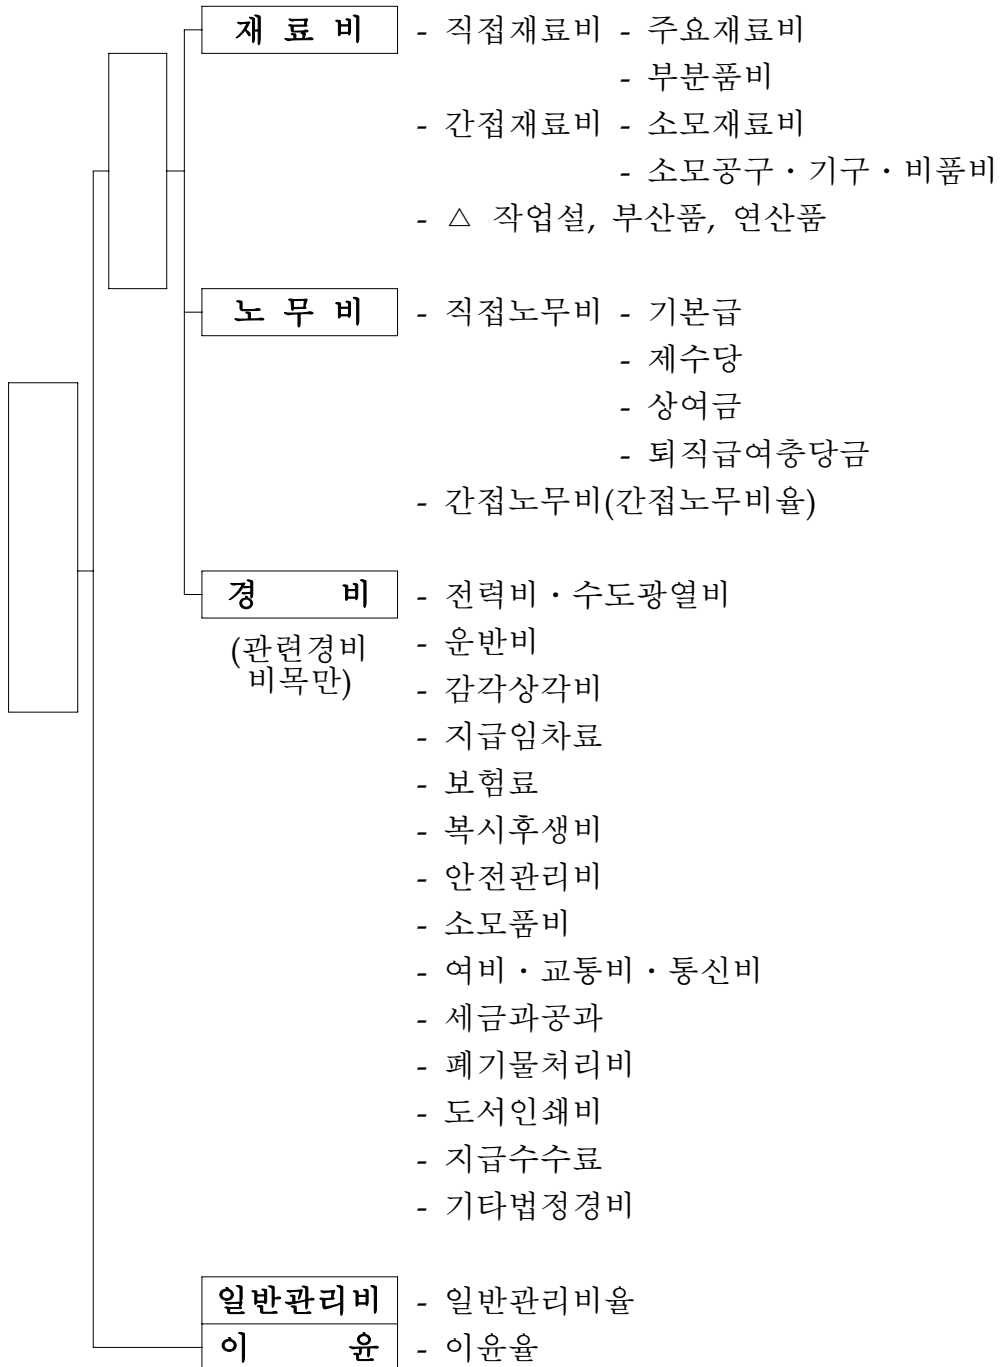 재 료 비 - 직접재료비 - 주요재료비
- 부분품비
- 간접재료비 - 소모재료비
- 소모공구・기구・비품비
- △ 작업설, 부산품, 연산품
노 무 비 - 직접노무비 - 기본급
- 제수당
- 상여금
- 퇴직급여충당금
- 간접노무비(간접노무비율)
경 비 - 전력비・수도광열비
(관련경비 - 운반비
비목만) - 감각상각비
- 지급임차료
- 보험료
- 복시후생비
- 안전관리비
- 소모품비
- 여비・교통비・통신비
- 세금과공과
- 폐기물처리비
- 도서인쇄비
- 지급수수료
- 기타법정경비
일반관리비 - 일반관리비율
이 윤 - 이윤율